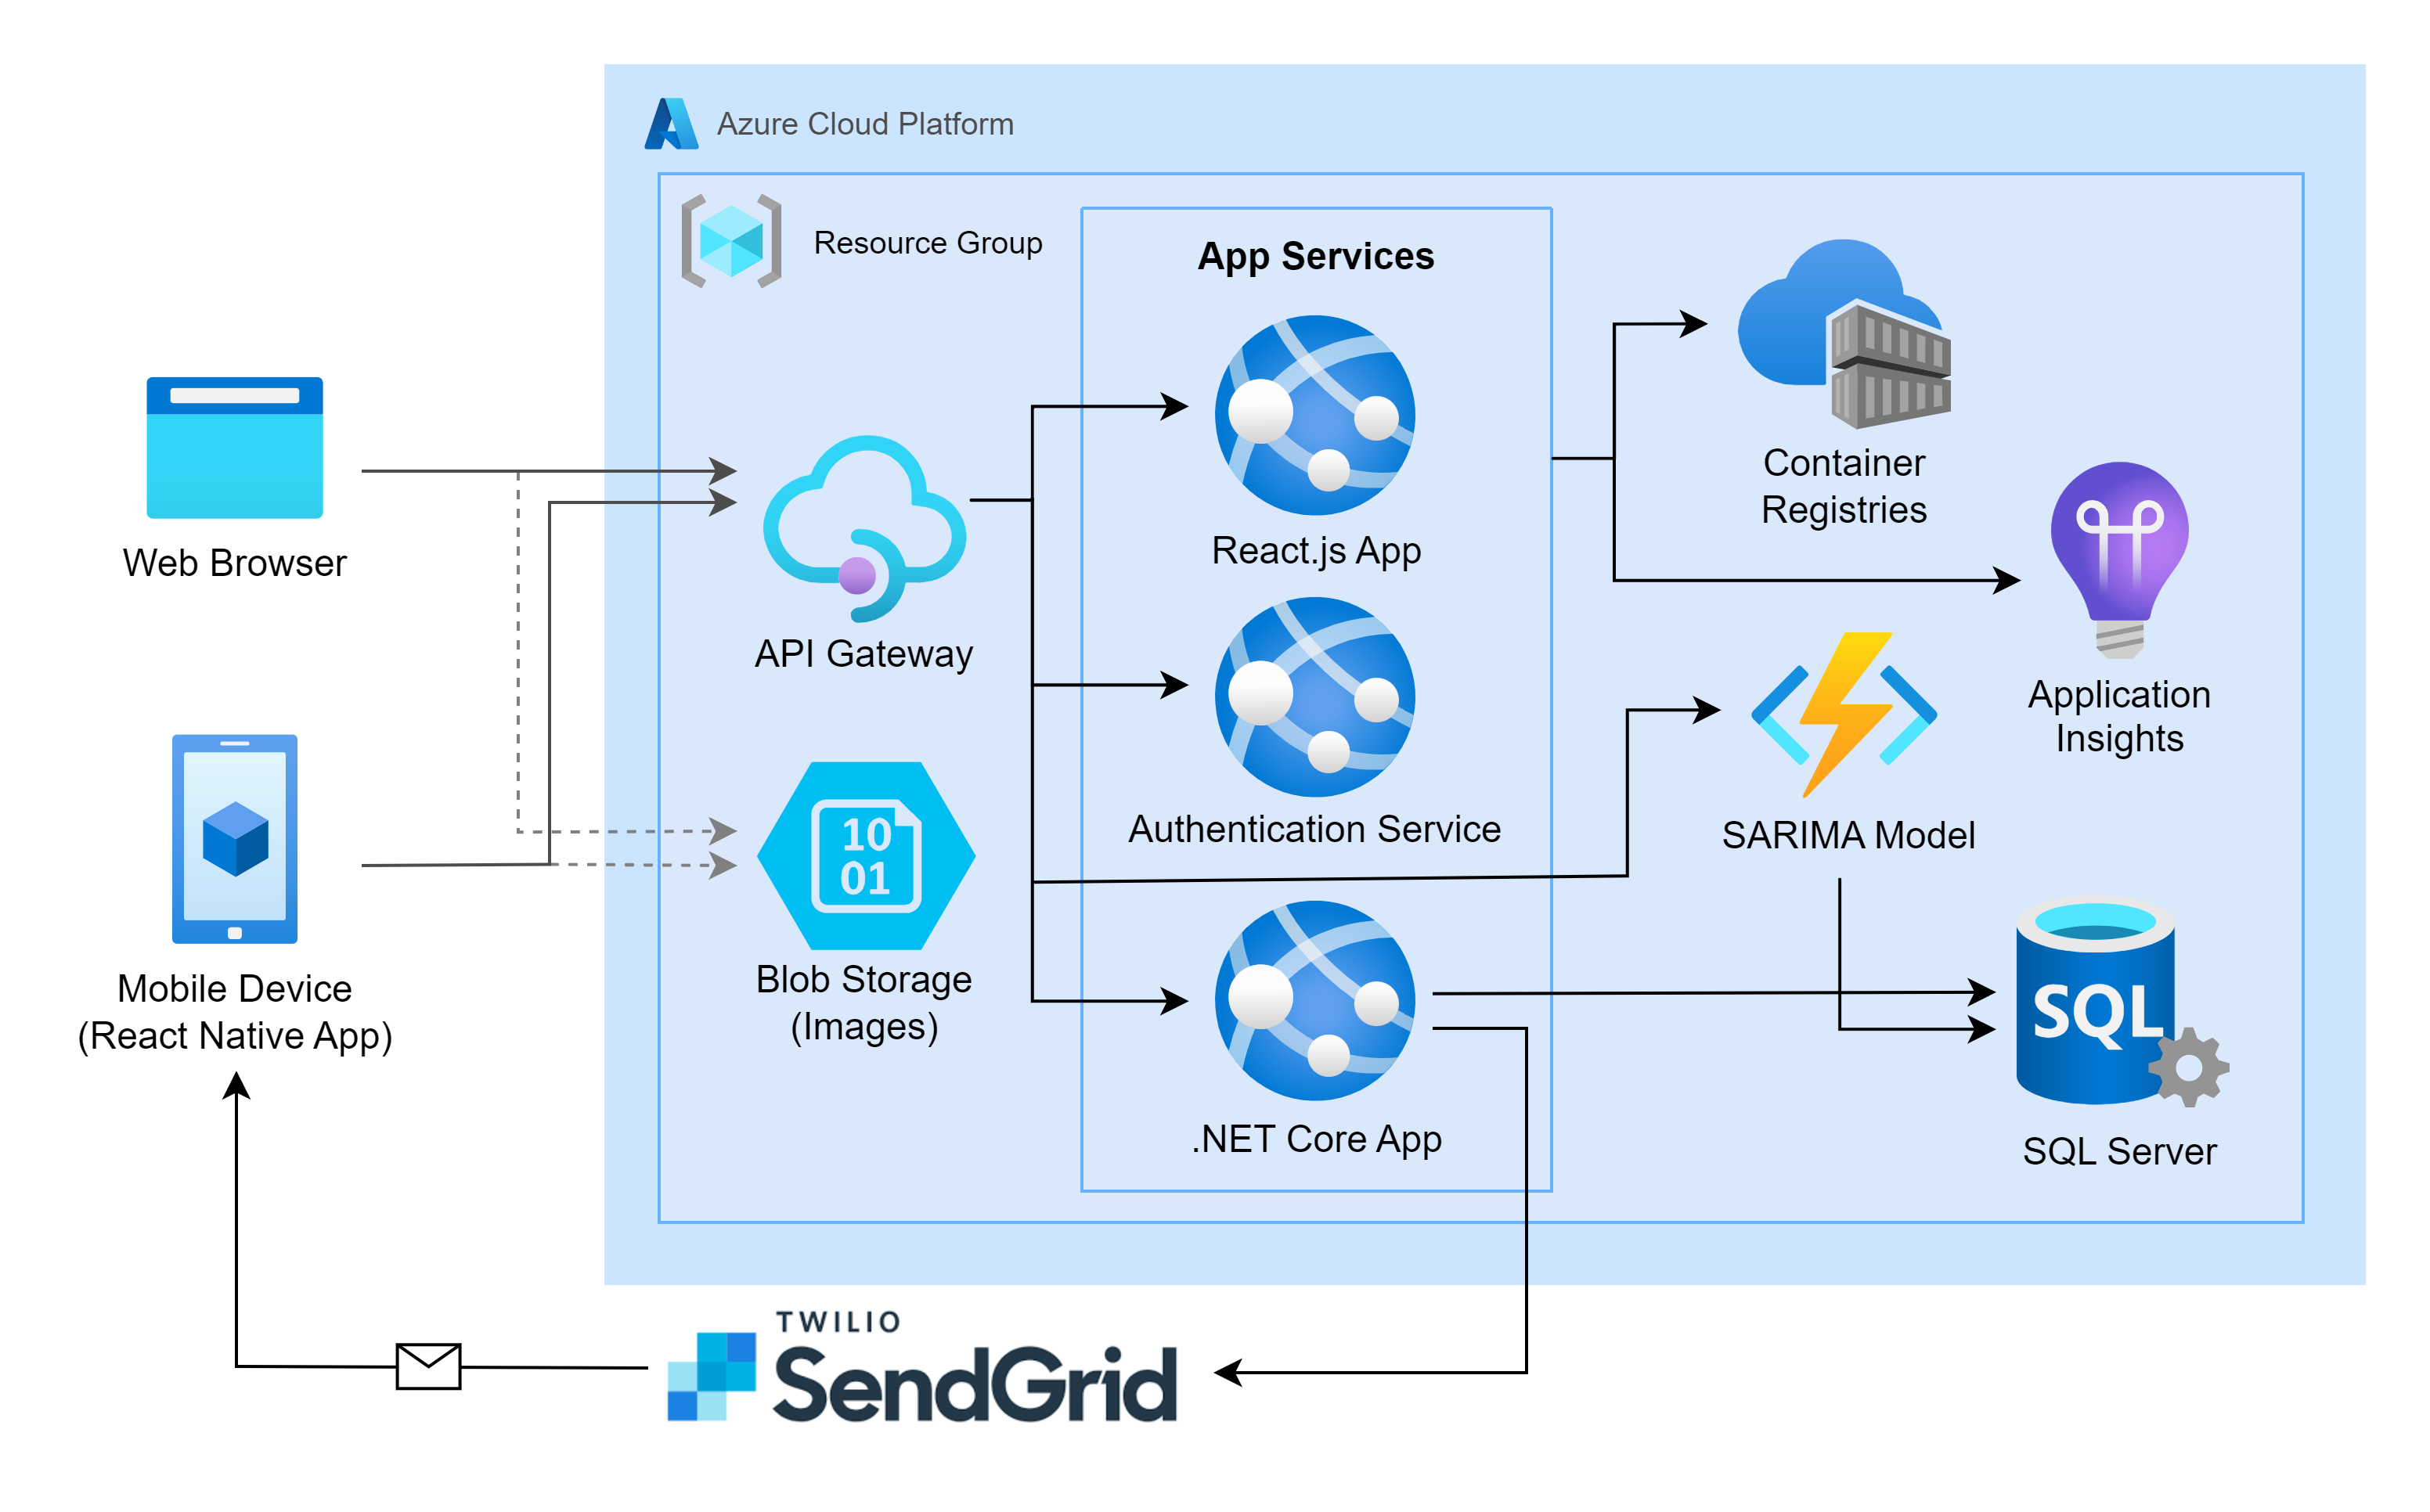 Azure Cloud Platform
Resource Group
App Services
React.js App
Authentication Service
.NET Core App
Web Browser
Mobile Device
(React Native App)
API Gateway
10
01
Blob Storage
(Images)
Container
Registries
Application
Insights
SARIMA Model
SQL
SQL Server
TWILIO
SendGrid